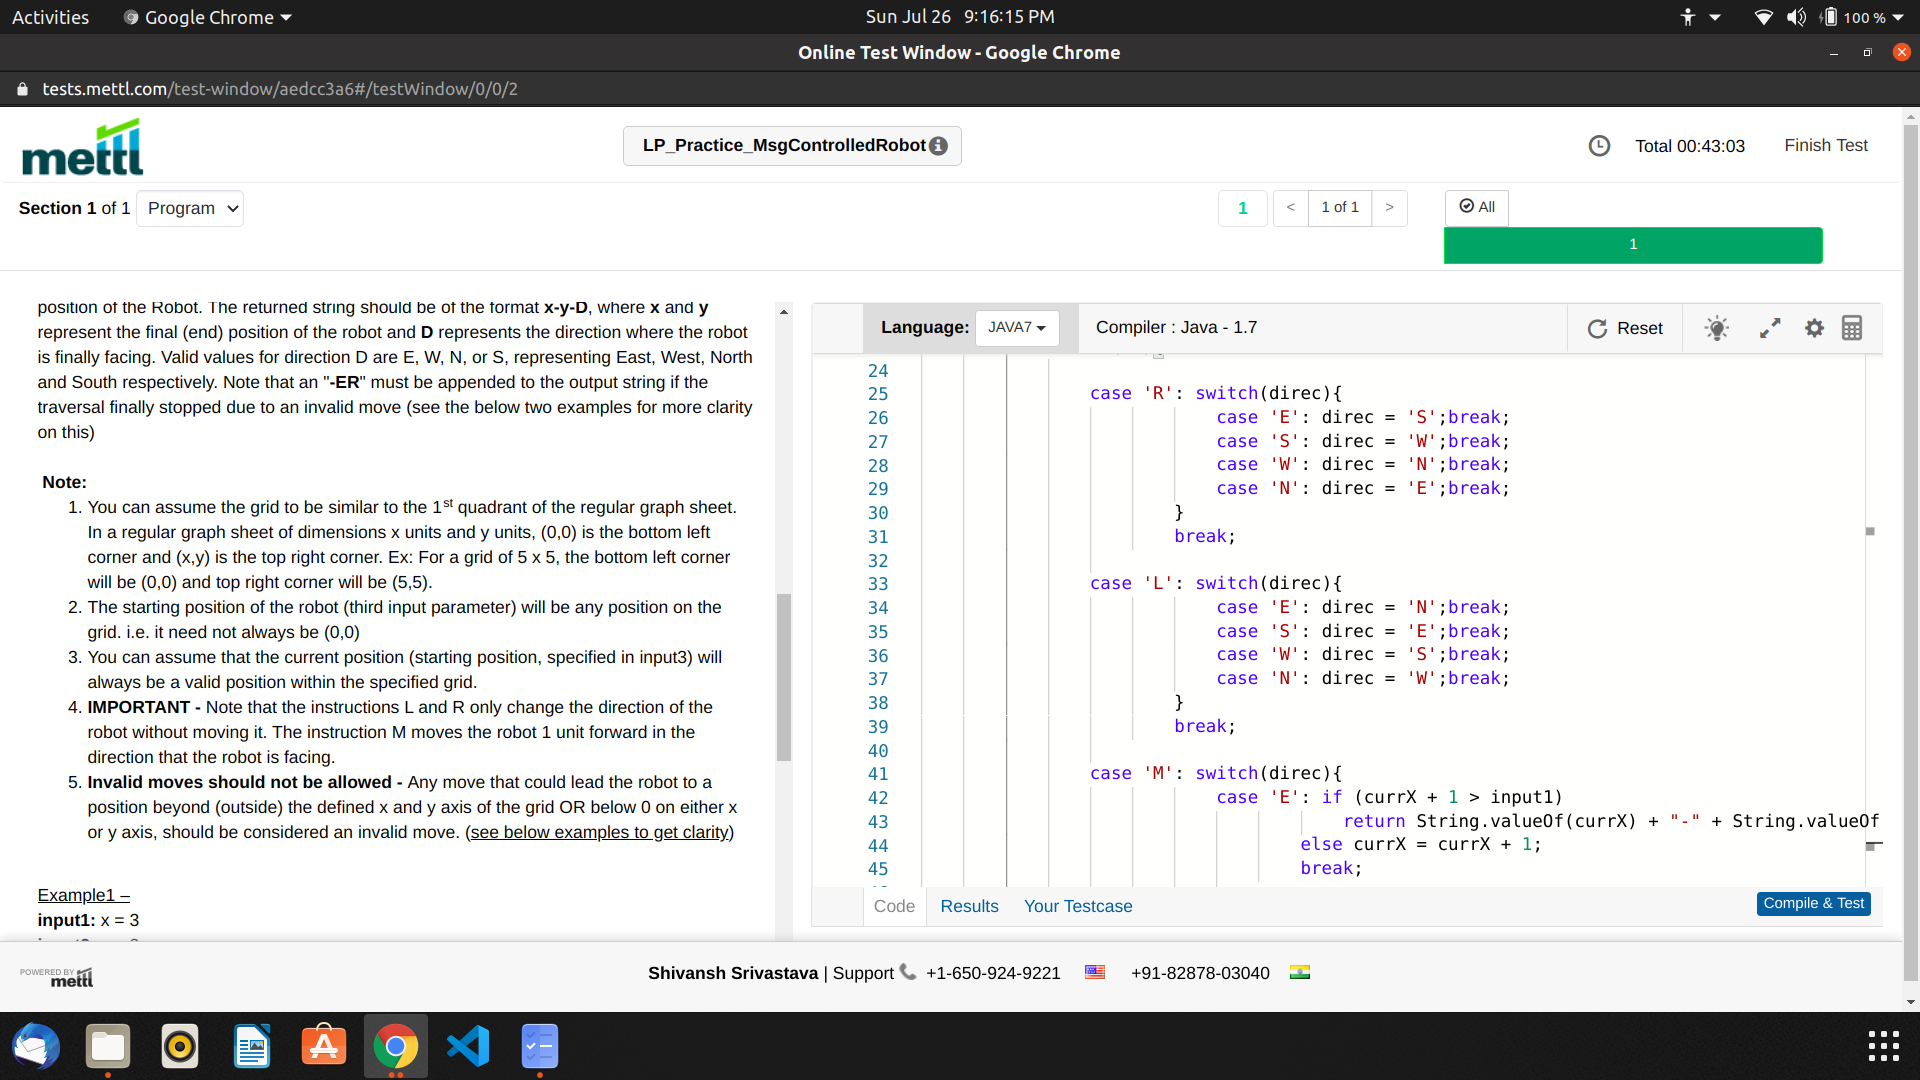 Activities
Google Chrome
Sun Jul 26 9:16:15 PM
100 %
Online Test Window - Google Chrome
tests.mettl.com/test-window/aedcc3a6#/testWindow/0/0/2
mettl
LP_Practice_MsgControlledRobot
Total 00:43:03
Finish Test
Section 1 of 1
Program
1
<
1 of 1
>
All
1
position of the Robot. The returned string should be of the format x-y-D, where x and y
represent the final (end) position of the robot and D represents the direction where the robot
is finally facing. Valid values for direction D are E, W, N, or S, representing East, West, North
and South respectively. Note that an "-ER" must be appended to the output string if the
traversal finally stopped due to an invalid move (see the below two examples for more clarity
on this)
Note:
1. You can assume the grid to be similar to the 1st quadrant of the regular graph sheet.
In a regular graph sheet of dimensions x units and y units, (0,0) is the bottom left
corner and (x,y) is the top right corner. Ex: For a grid of 5 x 5, the bottom left corner
will be (0,0) and top right corner will be (5,5).
2. The starting position of the robot (third input parameter) will be any position on the
grid. i.e. it need not always be (0,0)
3. You can assume that the current position (starting position, specified in input3) will
always be a valid position within the specified grid.
4. IMPORTANT - Note that the instructions L and R only change the direction of the
robot without moving it. The instruction M moves the robot 1 unit forward in the
direction that the robot is facing.
5. Invalid moves should not be allowed - Any move that could lead the robot to a
position beyond (outside) the defined x and y axis of the grid OR below 0 on either x
or y axis, should be considered an invalid move. (see below examples to get clarity)
Example1 –
input1: x = 3
Language: JAVA7
Compiler : Java - 1.7
Reset
24
25 case 'R': switch(direc){
26 case 'E': direc = 'S';break;
27 case 'S': direc = 'W';break;
28 case 'W': direc = 'N';break;
29 case 'N': direc = 'E';break;
30 }
31 break;
32
33 case 'L': switch(direc){
34 case 'E': direc = 'N';break;
35 case 'S': direc = 'E';break;
36 case 'W': direc = 'S';break;
37 case 'N': direc = 'W';break;
38 }
39 break;
40
41 case 'M': switch(direc){
42 case 'E': if (currX + 1 > input1)
43 return String.valueOf(currX) + "-" + String.valueOf
44 else currX = currX + 1;
45 break;
Code
Results
Your Testcase
Compile & Test
POWERED BY mettl
Shivansh Srivastava | Support +1-650-924-9221 +91-82878-03040